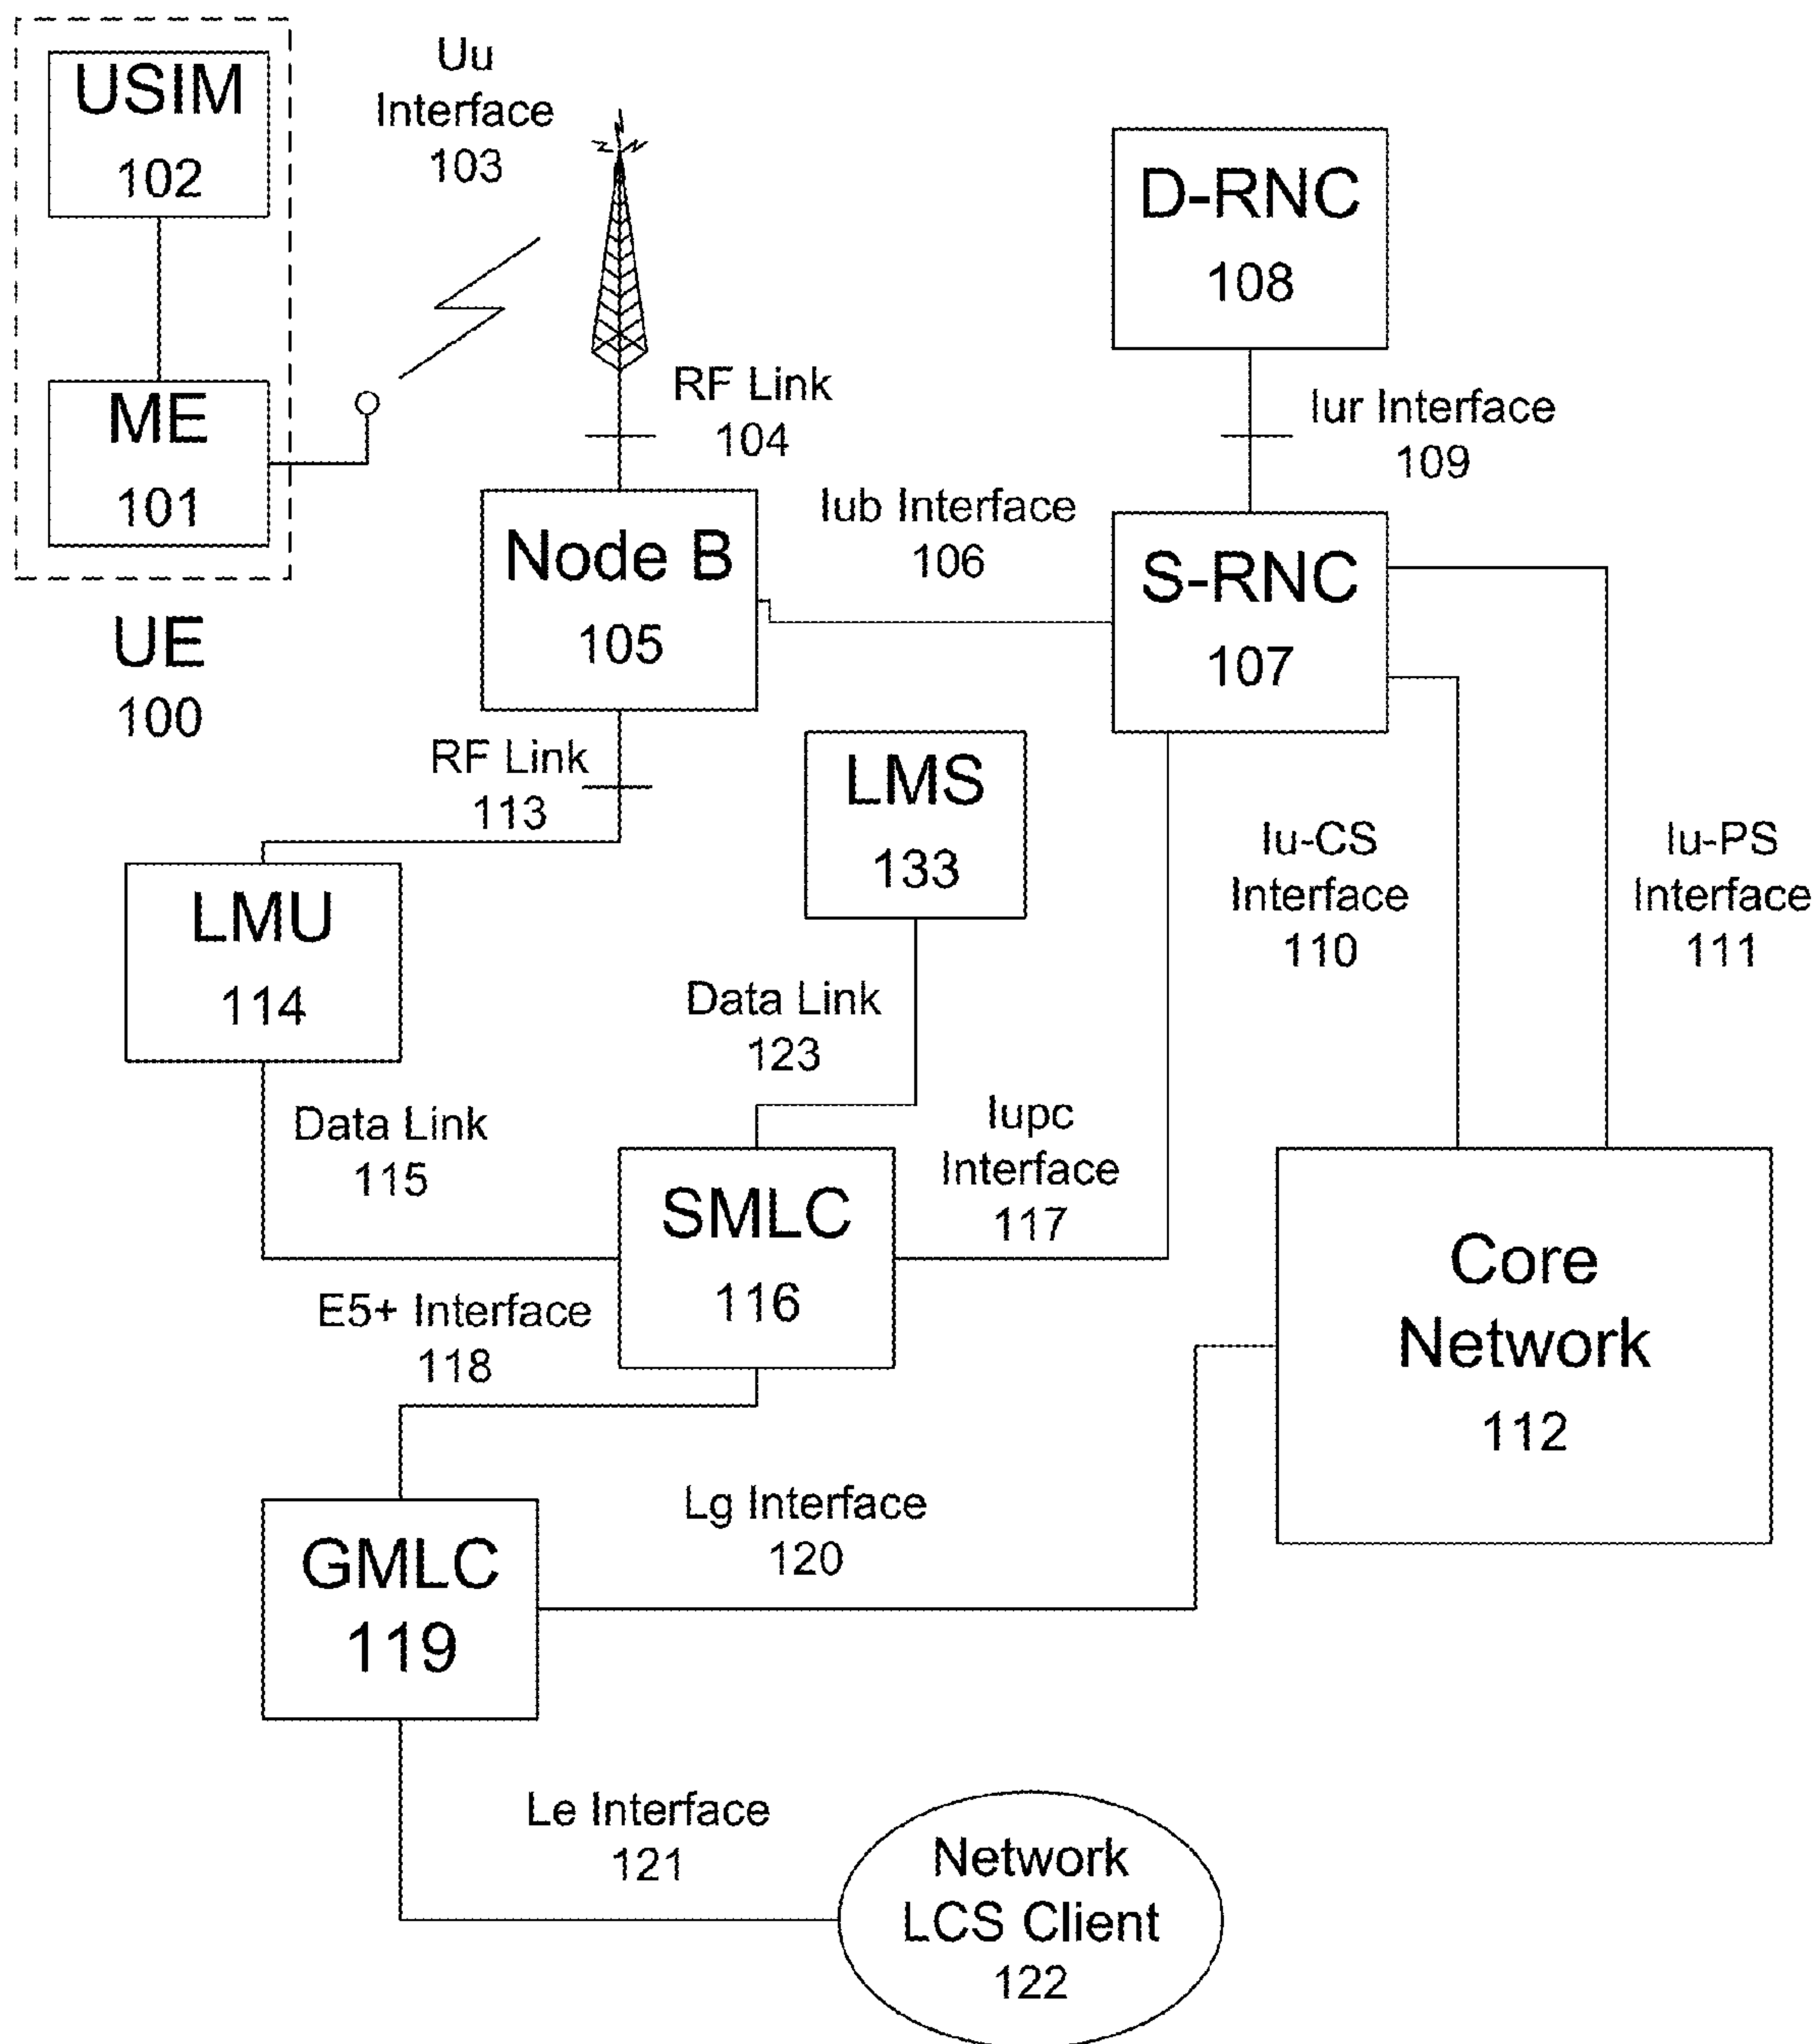 USIM
102
Uu
Interface
103
D-RNC
108
ME
101
RF Link
104
Iur Interface
109
Node B
105
Iub Interface
106
S-RNC
107
UE
100
RF Link
113
LMS
133
Iu-CS
Interface
110
Iu-PS
Interface
111
LMU
114
Data Link
123
Data Link
115
Iupc
Interface
117
SMLC
116
Core
Network
112
E5+ Interface
118
Lg Interface
120
GMLC
119
Le Interface
121
Network
LCS Client
122